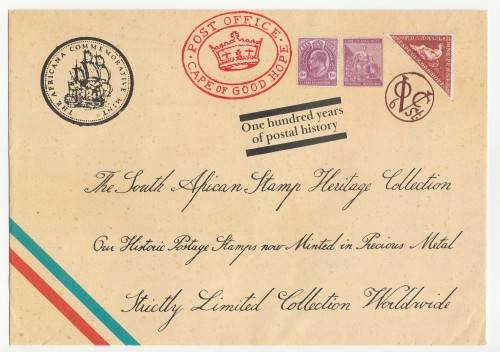 THE AFRICANA COMMEMORATIVE MINT
POST OFFICE
CAPE OF GOOD HOPE
One hundred years
of postal history
The South African Stamp Heritage Collection
Our Historic Postage Stamps now Minted in Precious Metal
Strictly Limited Collection Worldwide